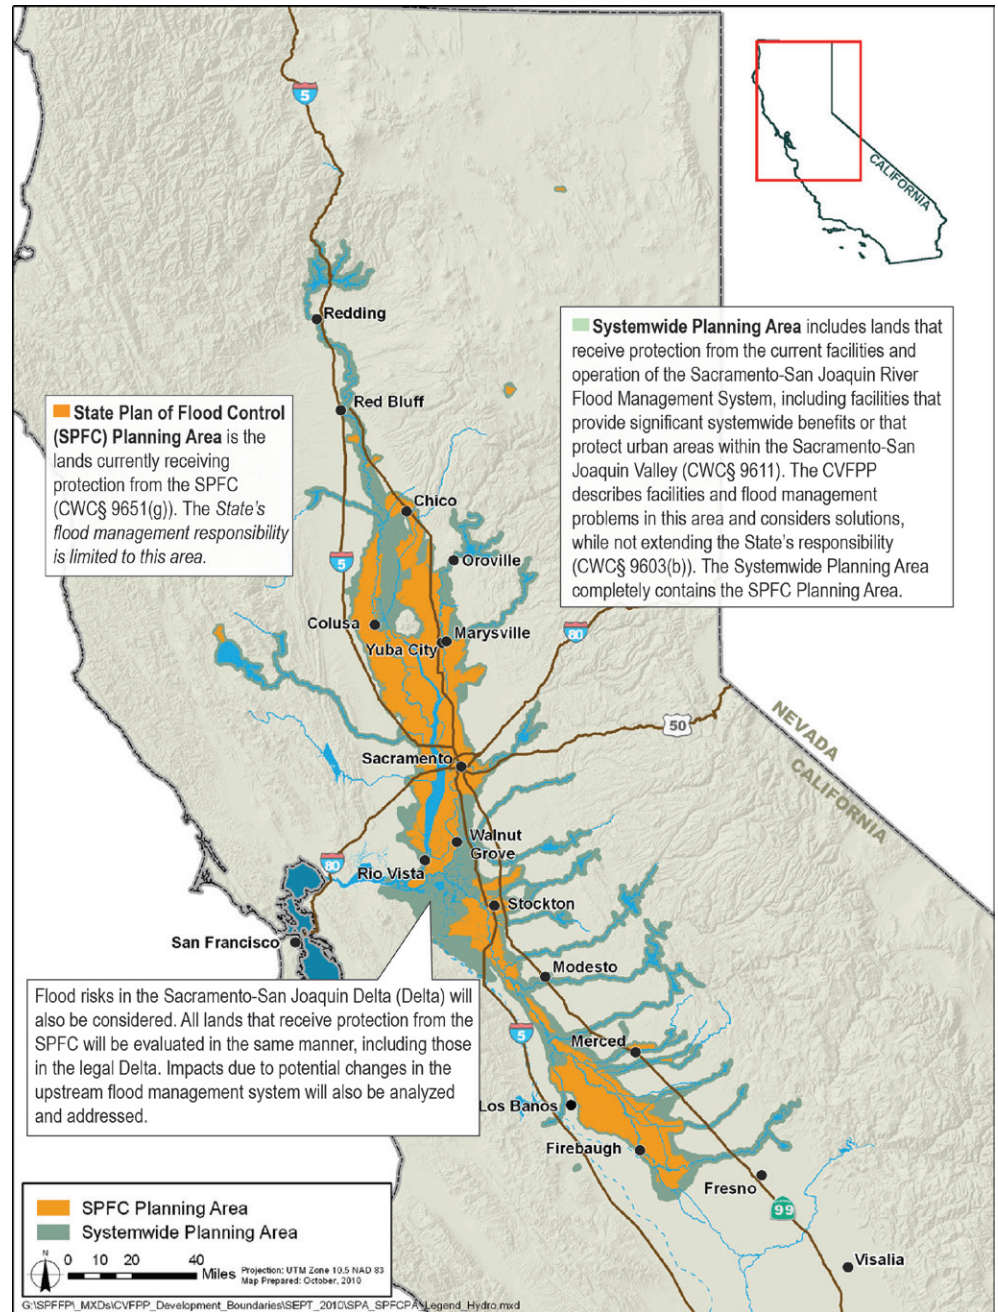 5
CALIFORNIA
Redding
Systemwide Planning Area includes lands that
receive protection from the current facilities and
operation of the Sacramento-San Joaquin River
Flood Management System, including facilities that
provide significant systemwide benefits or that
protect urban areas within the Sacramento-San
Joaquin Valley (CWC§ 9611). The CVFPP
describes facilities and flood management
problems in this area and considers solutions,
while not extending the State's responsibility
(CWC§ 9603(b)). The Systemwide Planning Area
completely contains the SPFC Planning Area.
Red Bluff
State Plan of Flood Control
(SPFC) Planning Area is the
lands currently receiving
protection from the SPFC
(CWC§ 9651(g)). The State's
flood management responsibility
is limited to this area.
Chico
5
Oroville
Colusa
Marysville
Yuba City
80
50
NEVADA
CALIFORNIA
Sacramento
Walnut
Grove
80
Rio Vista
Stockton
San Francisco
Modesto
Flood risks in the Sacramento-San Joaquin Delta (Delta) will
also be considered. All lands that receive protection from the
SPFC will be evaluated in the same manner, including those
in the legal Delta. Impacts due to potential changes in the
upstream flood management system will also be analyzed
and addressed.
5
Merced
Los Banos
Firebaugh
Fresno
99
Visalia
SPFC Planning Area
Systemwide Planning Area
N
0 10 20 40
Miles
Projection: UTM Zone 10.5 NAD 83
Map Prepared: October, 2010
G:\SPFFP\_MXDs\CVFPP_Development_Boundaries\SEPT_2010\SPA_SPFCPA_Legend_Hydro.mxd